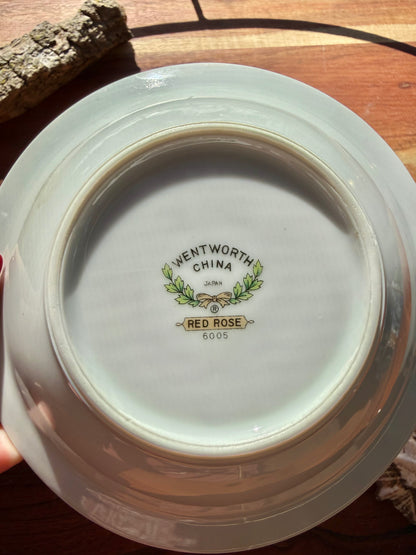 WENTWORTH
CHINA
JAPAN
®
RED ROSE
6005